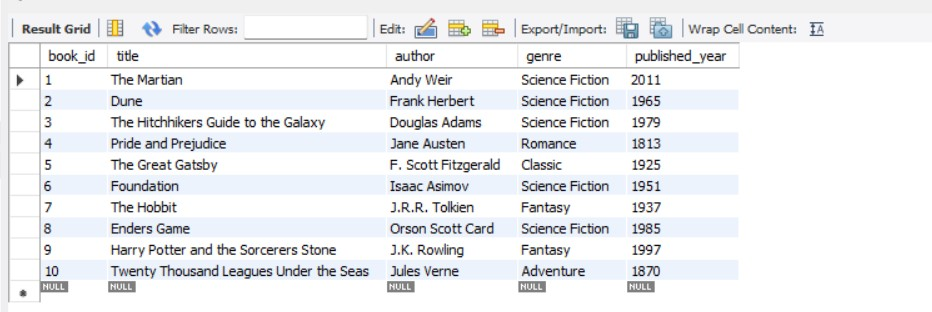 Result Grid Filter Rows: Edit: Export/Import: Wrap Cell Content: IA
book_id title author genre published_year
1 The Martian Andy Weir Science Fiction 2011
2 Dune Frank Herbert Science Fiction 1965
3 The Hitchhikers Guide to the Galaxy Douglas Adams Science Fiction 1979
4 Pride and Prejudice Jane Austen Romance 1813
5 The Great Gatsby F. Scott Fitzgerald Classic 1925
6 Foundation Isaac Asimov Science Fiction 1951
7 The Hobbit J.R.R. Tolkien Fantasy 1937
8 Enders Game Orson Scott Card Science Fiction 1985
9 Harry Potter and the Sorcerers Stone J.K. Rowling Fantasy 1997
10 Twenty Thousand Leagues Under the Seas Jules Verne Adventure 1870
NULL NULL NULL NULL NULL